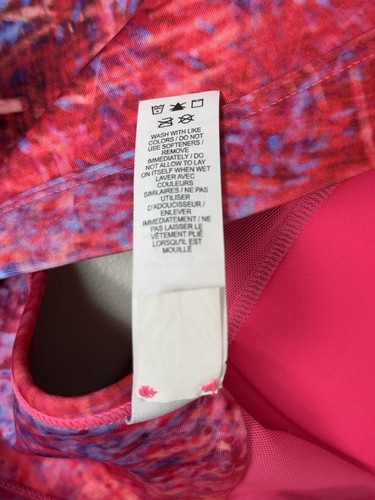 WASH WITH LIKE
COLORS / DO NOT
USE SOFTENERS /
REMOVE
IMMEDIATELY / DO
NOT ALLOW TO LAY
ON ITSELF WHEN WET
LAVER AVEC
COULEURS
SIMILAIRES / NE PAS
UTILISER
D'ADOUCISSEUR /
ENLEVER
IMMÉDIATEMENT / NE
PAS LAISSER LE
VÊTEMENT PLIÉ
LORSQU'IL EST
MOUILLÉ